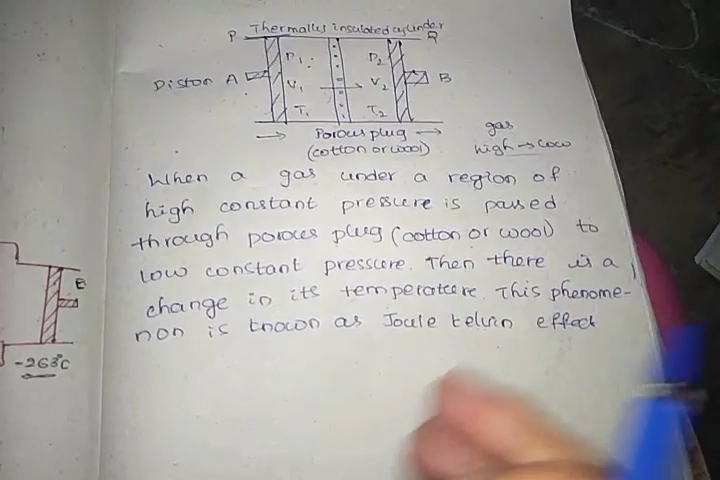 Thermally insulated cylinder
P R
P1 P2
Piston A B
V1 V2
T1 T2
Porous plug
(cotton or wool)
gas
high → low
When a gas under a region of
high constant pressure is passed
through porous plug (cotton or wool) to
low constant pressure. Then there is a
change in its temperature. This phenome-
non is known as Joule kelvin effect
B
-263°C